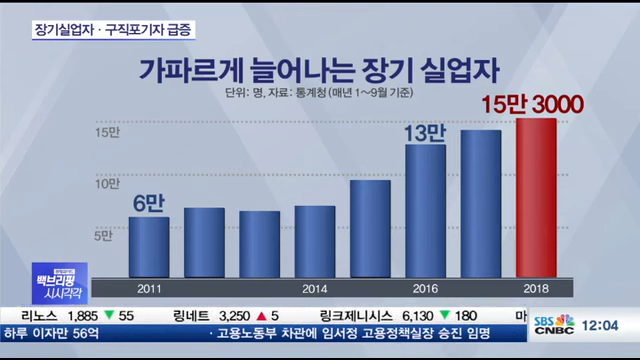 장기실업자 · 구직포기자 급증
가파르게 늘어나는 장기 실업자
단위: 명, 자료: 통계청 (매년 1~9월 기준)
15만 3000
15만
13만
10만
6만
5만
2011 2014 2016 2018
백브리핑
시시각각
리노스 1,885 ▼ 55 링네트 3,250 ▲ 5 링크제니시스 6,130 ▼ 180 마
SBS CNBC 12:04
하루 이자만 56억 · 고용노동부 차관에 임서정 고용정책실장 승진 임명